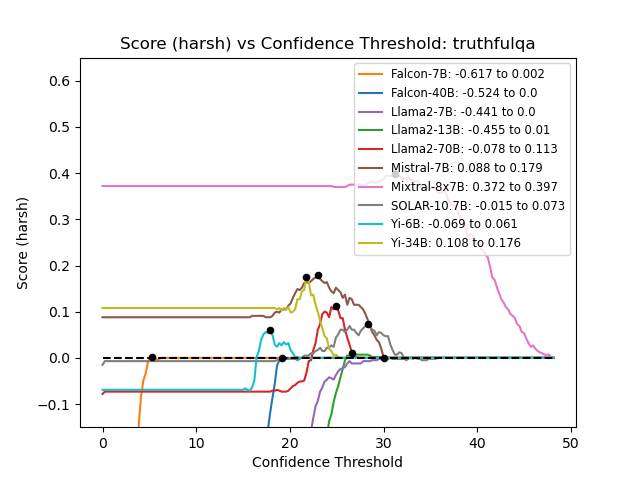 Score (harsh) vs Confidence Threshold: truthfulqa
Score (harsh)
0.6
0.5
0.4
0.3
0.2
0.1
0.0
−0.1
Falcon-7B: -0.617 to 0.002
Falcon-40B: -0.524 to 0.0
Llama2-7B: -0.441 to 0.0
Llama2-13B: -0.455 to 0.01
Llama2-70B: -0.078 to 0.113
Mistral-7B: 0.088 to 0.179
Mixtral-8x7B: 0.372 to 0.397
SOLAR-10.7B: -0.015 to 0.073
Yi-6B: -0.069 to 0.061
Yi-34B: 0.108 to 0.176
0 10 20 30 40 50
Confidence Threshold